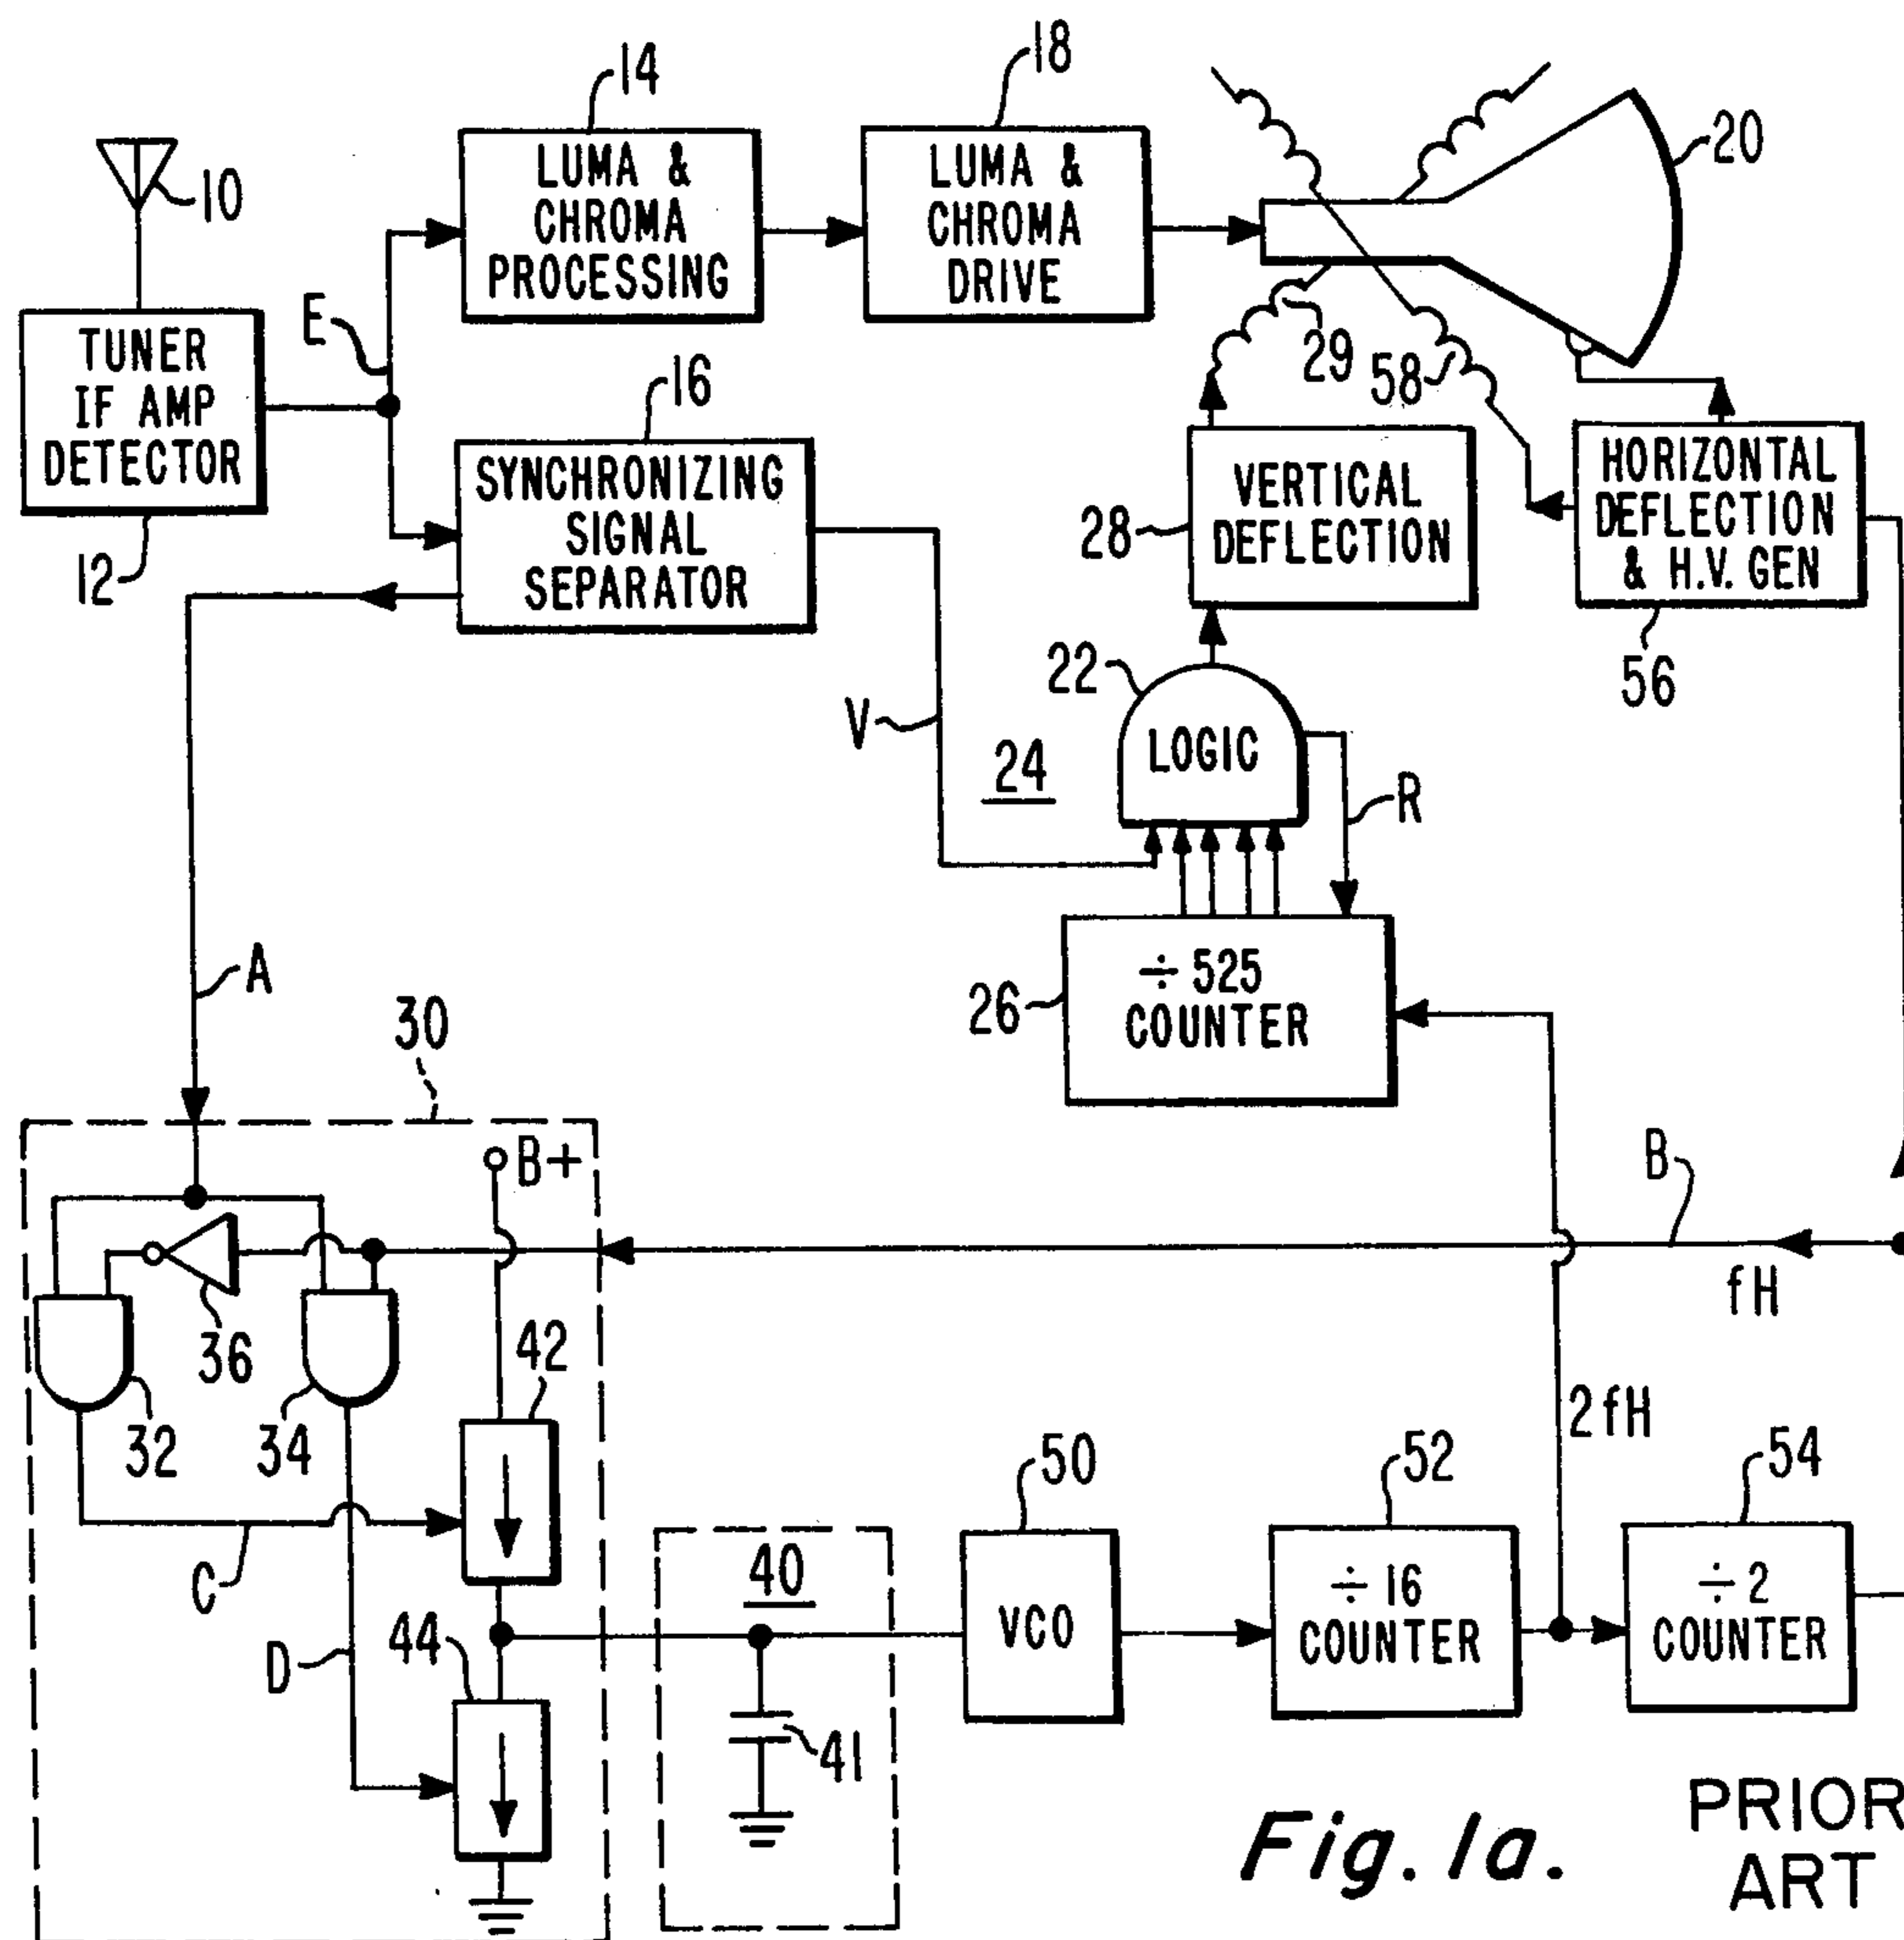 14
18
20
10
LUMA &
CHROMA
PROCESSING
LUMA &
CHROMA
DRIVE
E
TUNER
IF AMP
DETECTOR
12
16
SYNCHRONIZING
SIGNAL
SEPARATOR
29
58
28
VERTICAL
DEFLECTION
HORIZONTAL
DEFLECTION
& H.V. GEN
56
22
LOGIC
V
24
R
A
26
÷ 525
COUNTER
30
B+
B
fH
36
42
32
34
2fH
C
D
44
40
41
50
VCO
52
÷ 16
COUNTER
54
÷ 2
COUNTER
Fig. 1a.
PRIOR
ART